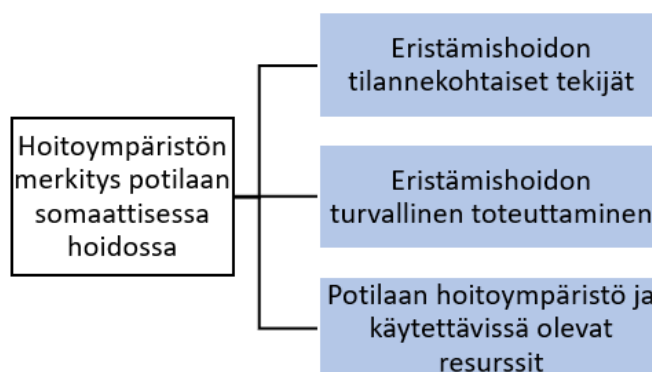 Hoitoympäristön
merkitys potilaan
somaattisessa
hoidossa
Eristämishoidon
tilannekohtaiset tekijät
Eristämishoidon
turvallinen toteuttaminen
Potilaan hoitoympäristö ja
käytettävissä olevat
resurssit